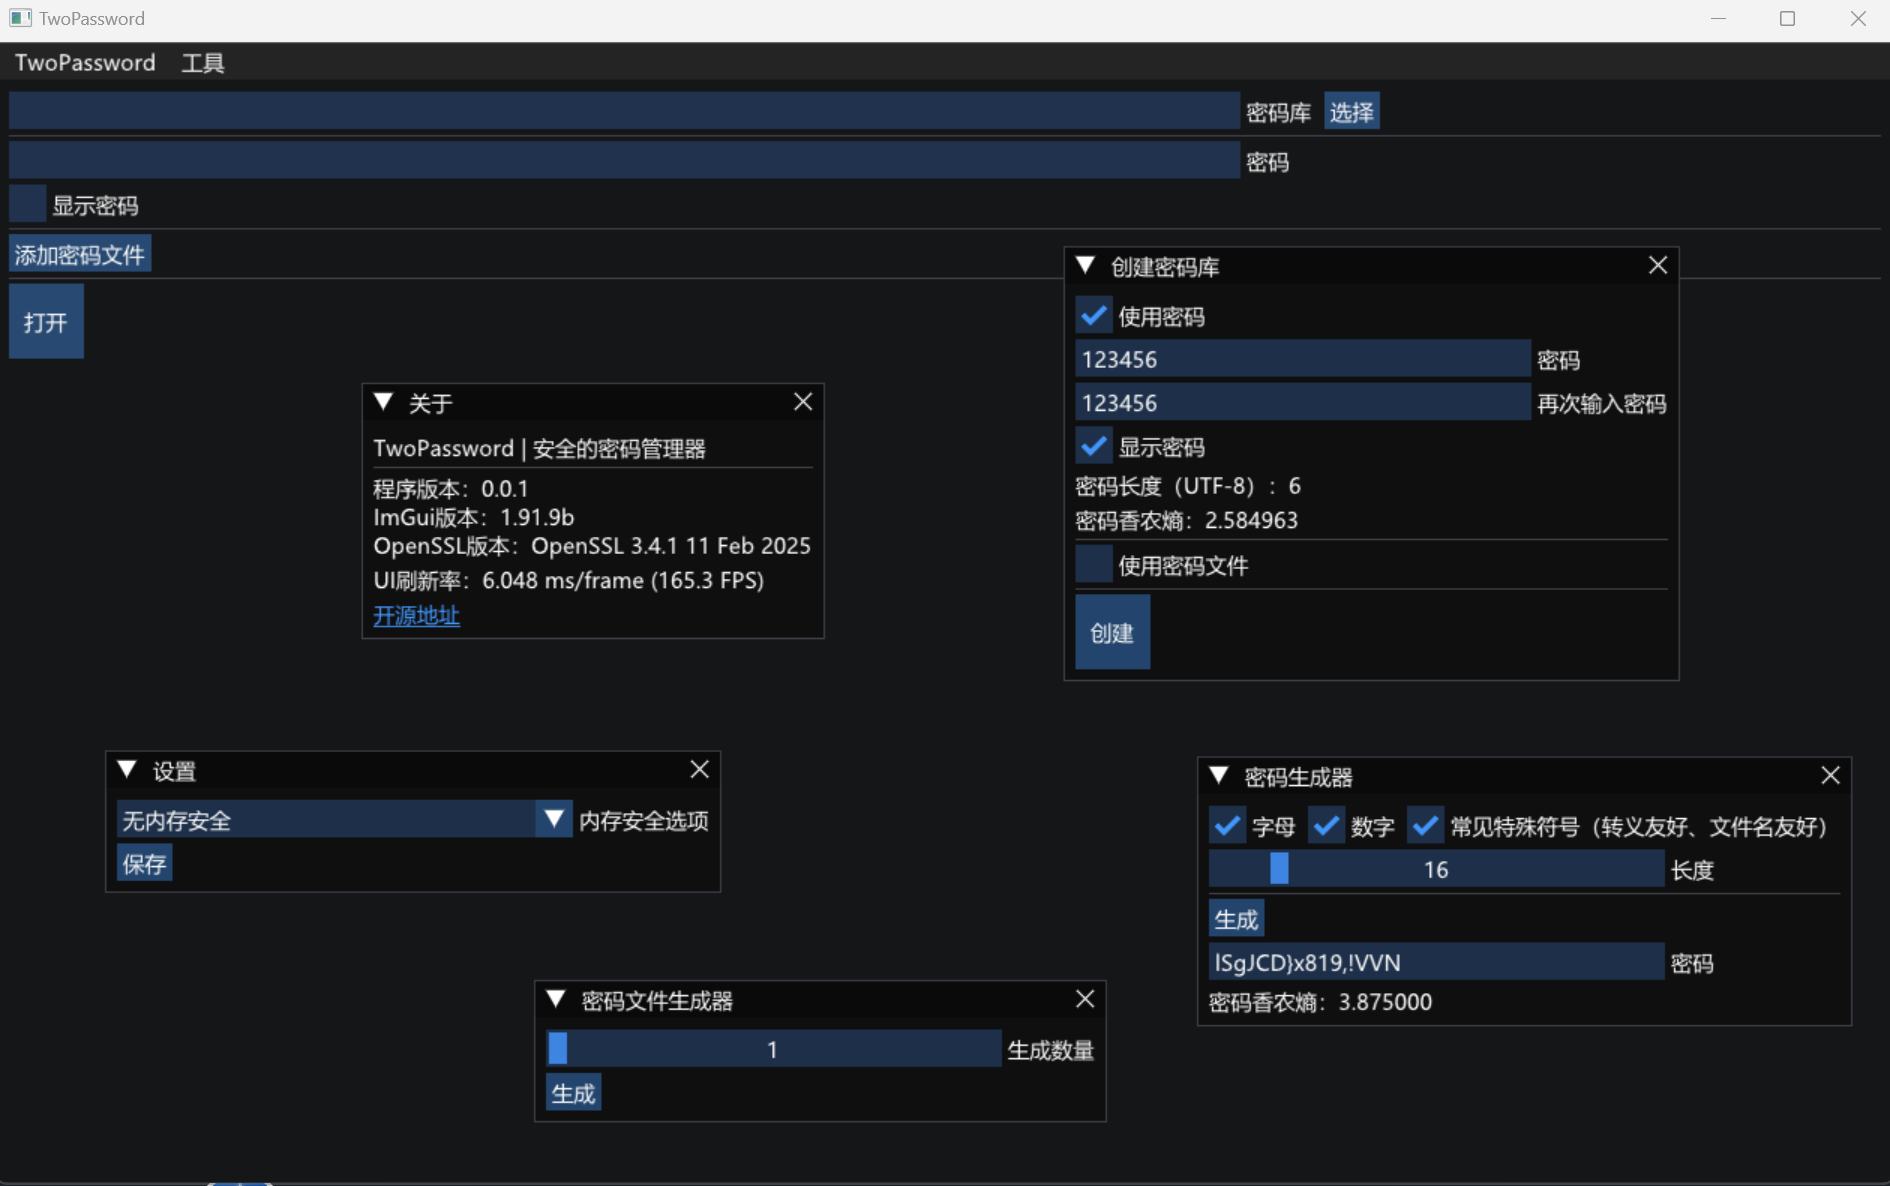 TwoPassword
TwoPassword 工具
密码库 选择
密码
显示密码
添加密码文件
打开
创建密码库
使用密码
123456 密码
123456 再次输入密码
显示密码
密码长度（UTF-8）: 6
密码香农熵：2.584963
使用密码文件
创建
关于
TwoPassword | 安全的密码管理器
程序版本：0.0.1
ImGui版本：1.91.9b
OpenSSL版本：OpenSSL 3.4.1 11 Feb 2025
UI刷新率：6.048 ms/frame (165.3 FPS)
开源地址
设置
无内存安全 内存安全选项
保存
密码生成器
字母 数字 常见特殊符号（转义友好、文件名友好）
16 长度
生成
lSgJCD}x819,!VVN 密码
密码香农熵：3.875000
密码文件生成器
1 生成数量
生成